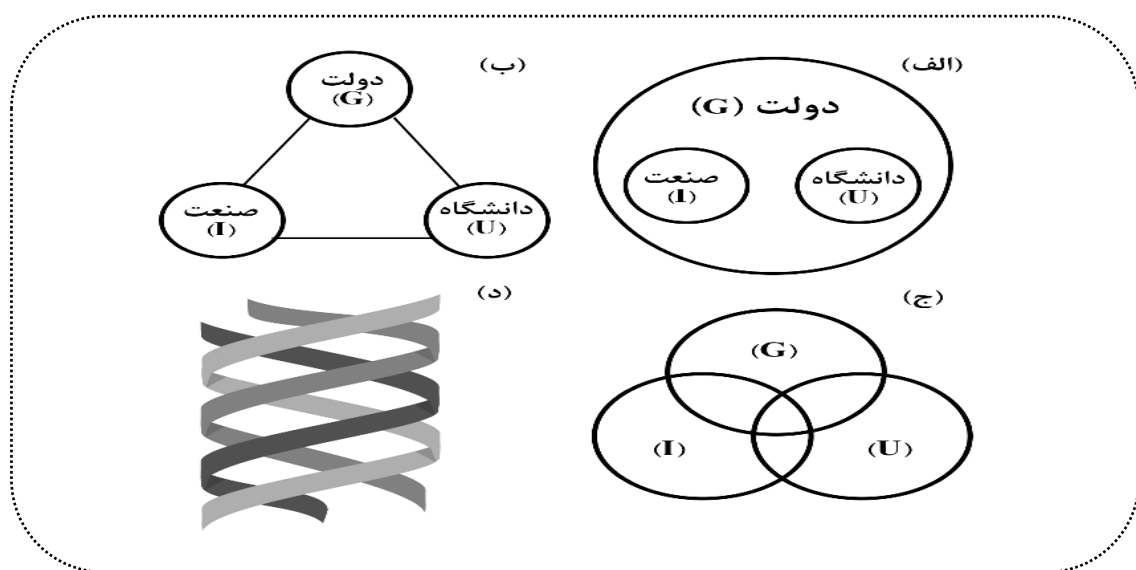 (الف)
دولت (G)
صنعت
(I)
دانشگاه
(U)
(ب)
دولت
(G)
صنعت
(I)
دانشگاه
(U)
(ج)
(G)
(I)
(U)
(د)